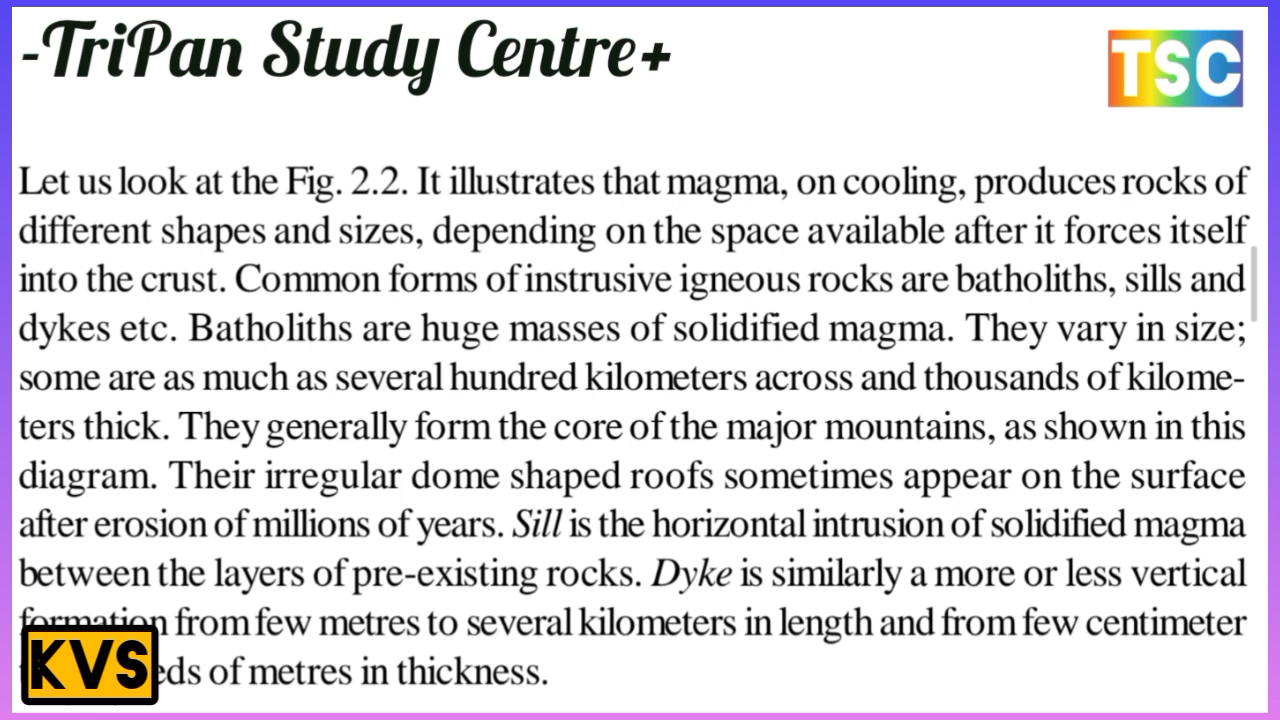 -TriPan Study Centre+
TSC
Let us look at the Fig. 2.2. It illustrates that magma, on cooling, produces rocks of
different shapes and sizes, depending on the space available after it forces itself
into the crust. Common forms of instrusive igneous rocks are batholiths, sills and
dykes etc. Batholiths are huge masses of solidified magma. They vary in size;
some are as much as several hundred kilometers across and thousands of kilome-
ters thick. They generally form the core of the major mountains, as shown in this
diagram. Their irregular dome shaped roofs sometimes appear on the surface
after erosion of millions of years. Sill is the horizontal intrusion of solidified magma
between the layers of pre-existing rocks. Dyke is similarly a more or less vertical
formation from few metres to several kilometers in length and from few centimeter
eds of metres in thickness.
KVS